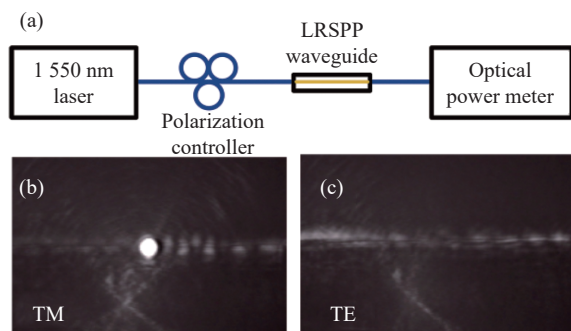 (a)
1 550 nm
laser
Polarization
controller
LRSPP
waveguide
Optical
power meter
(b)
TM
(c)
TE